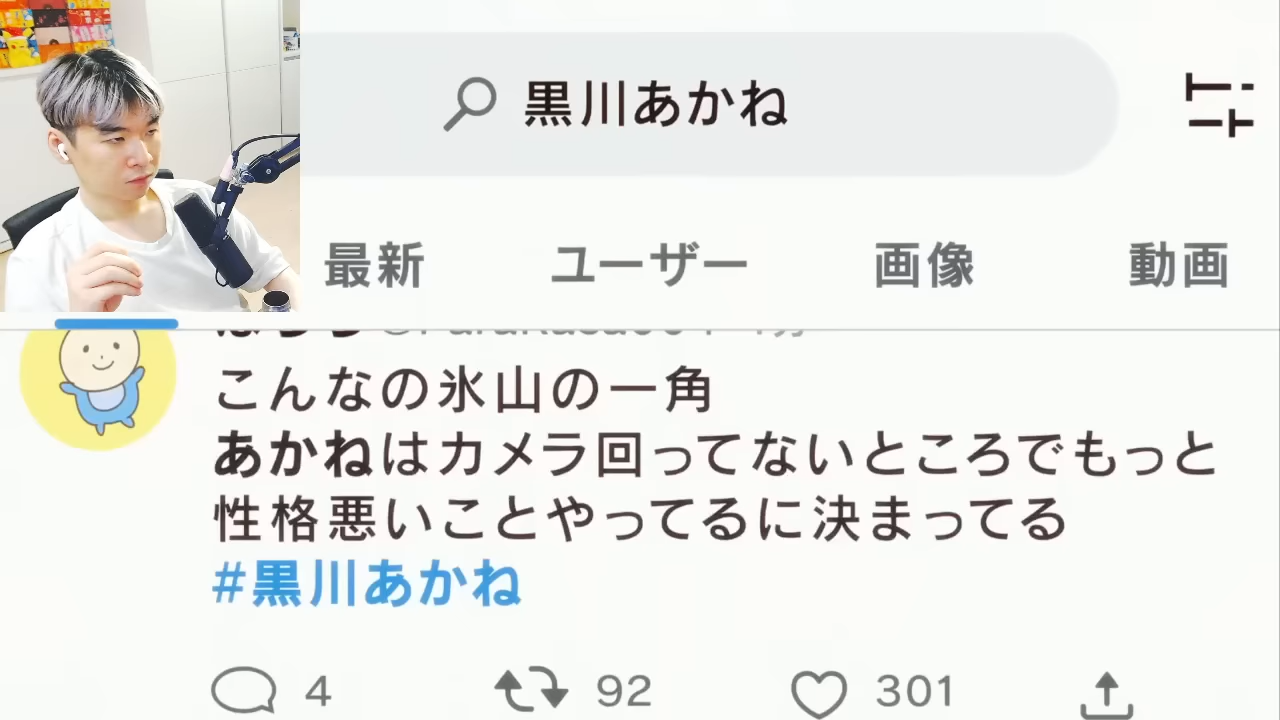 黒川あかね
最新
ユーザー
画像
動画
こんなの氷山の一角
あかねはカメラ回ってないところでもっと
性格悪いことやってるに決まってる
#黒川あかね
4
92
301